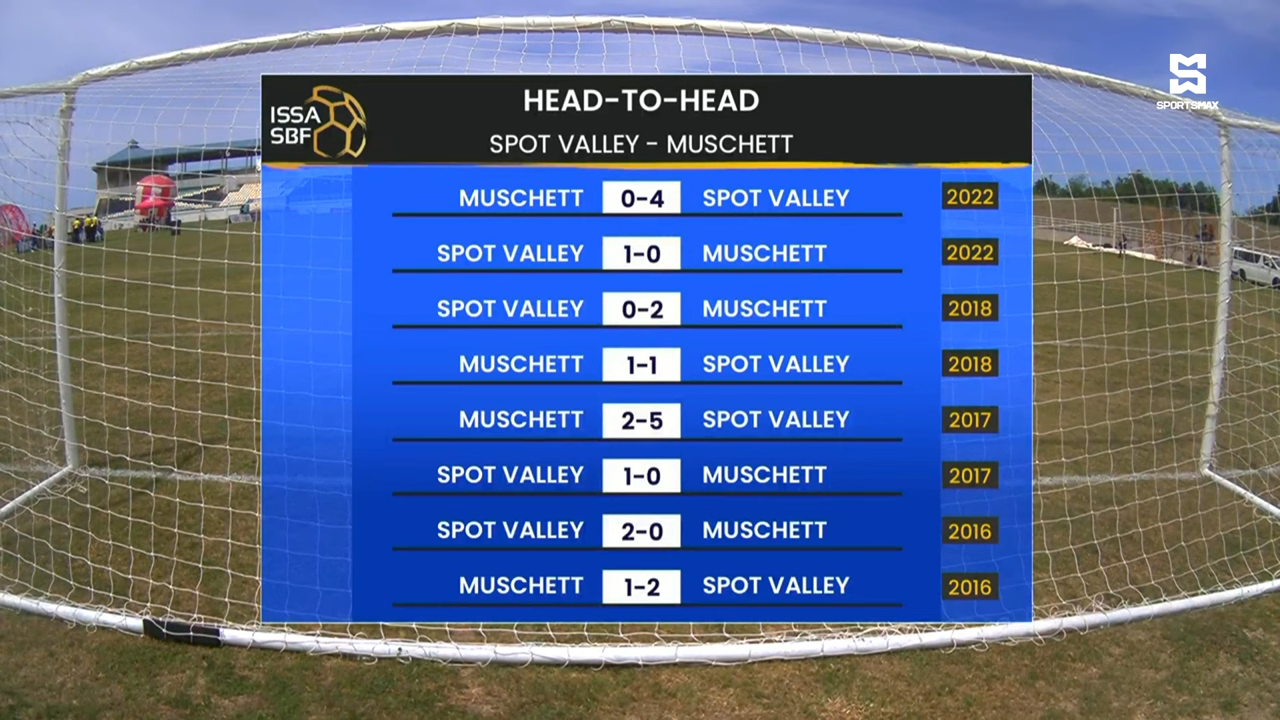 SPORTSMAX
ISSA
SBF
HEAD-TO-HEAD
SPOT VALLEY - MUSCHETT
MUSCHETT 0-4 SPOT VALLEY 2022
SPOT VALLEY 1-0 MUSCHETT 2022
SPOT VALLEY 0-2 MUSCHETT 2018
MUSCHETT 1-1 SPOT VALLEY 2018
MUSCHETT 2-5 SPOT VALLEY 2017
SPOT VALLEY 1-0 MUSCHETT 2017
SPOT VALLEY 2-0 MUSCHETT 2016
MUSCHETT 1-2 SPOT VALLEY 2016